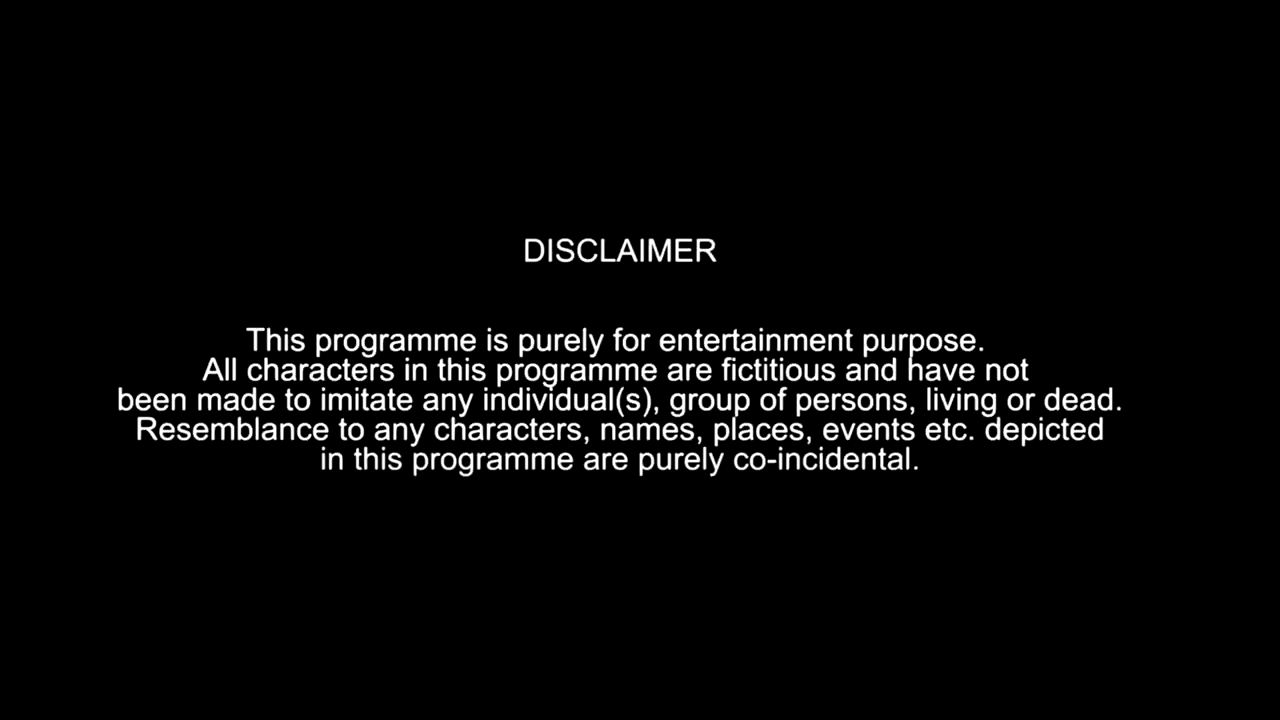 DISCLAIMER
This programme is purely for entertainment purpose.
All characters in this programme are fictitious and have not
been made to imitate any individual(s), group of persons, living or dead.
Resemblance to any characters, names, places, events etc. depicted
in this programme are purely co-incidental.